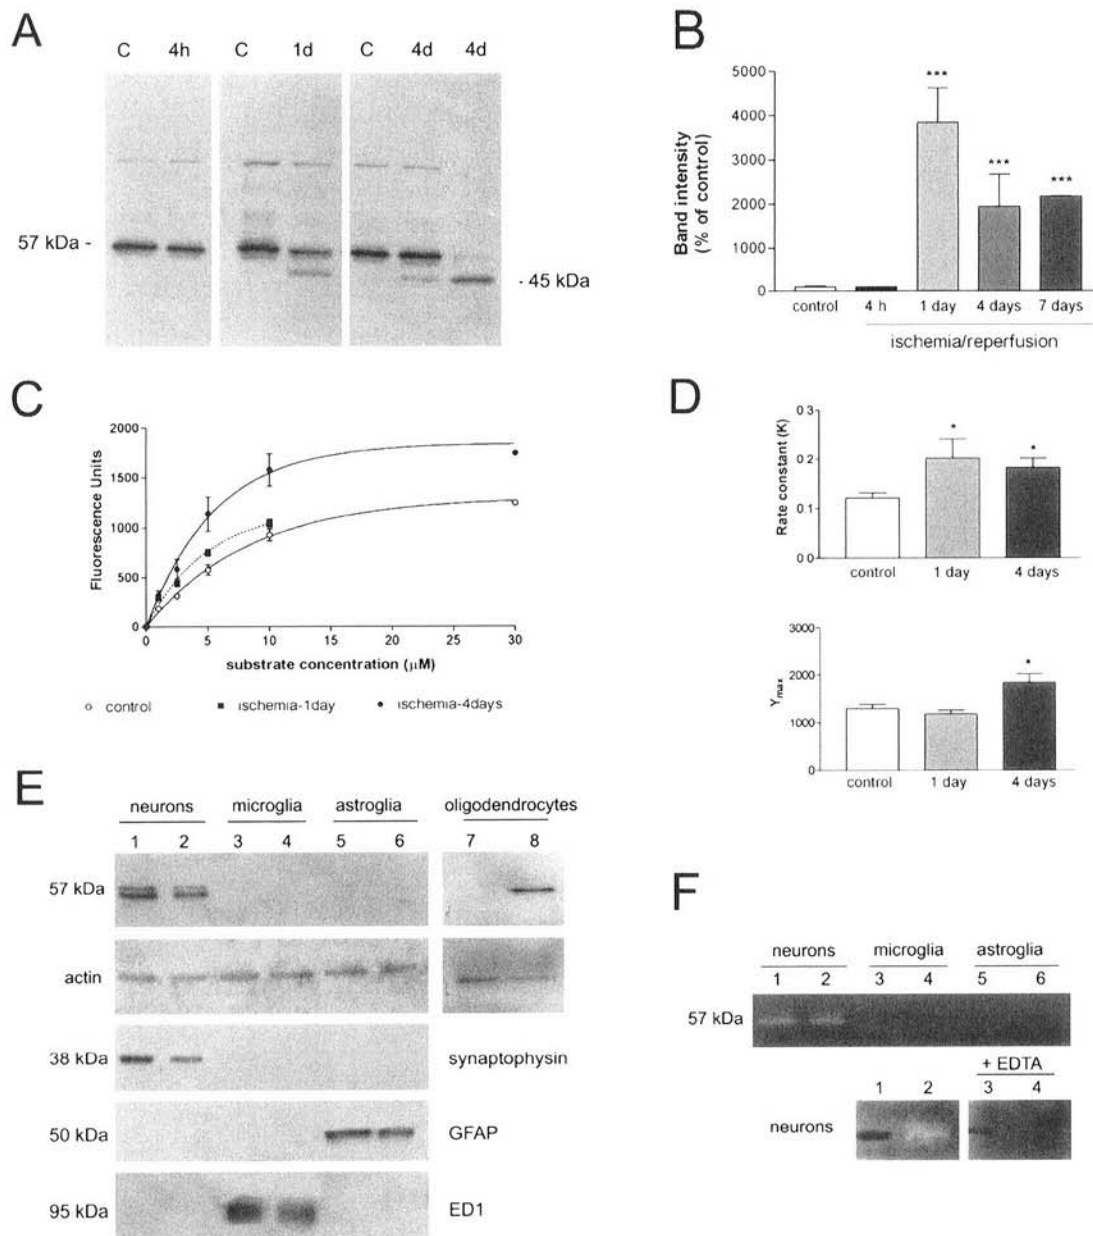 A
C 4h C 1d C 4d 4d
57 kDa -
- 45 kDa
B
Band intensity
(% of control)
5000
4000
3000
2000
1000
0
***
***
***
control 4 h 1 day 4 days 7 days
ischemia/reperfusion
C
Fluorescence Units
2000
1500
1000
500
0
0 5 10 15 20 25 30
substrate concentration (μM)
control ischemia-1day ischemia-4days
D
Rate constant (K)
0 3
0.2
0.1
0 0
* *
control 1 day 4 days
Ymax
3000
2000
1000
0
*
control 1 day 4 days
E
neurons microglia astroglia oligodendrocytes
1 2 3 4 5 6 7 8
57 kDa
actin
38 kDa synaptophysin
50 kDa GFAP
95 kDa ED1
F
neurons microglia astroglia
1 2 3 4 5 6
57 kDa
+ EDTA
1 2 3 4
neurons